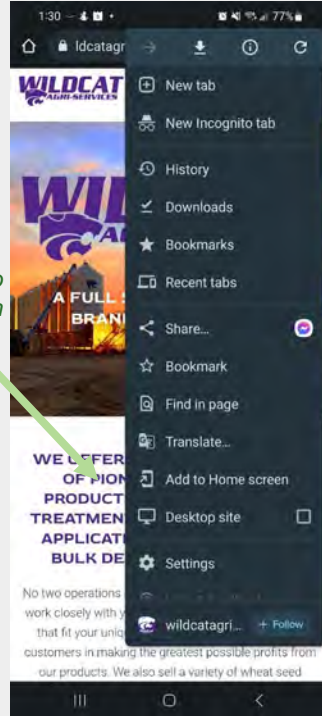 1:30
77%
ldcatagr
WILDCAT
AGRI-SERVICES
New tab
New Incognito tab
History
Downloads
Bookmarks
Recent tabs
Share...
Bookmark
Find in page
Translate...
Add to Home screen
Desktop site
Settings
wildcatagri...
+ Follow
WIL
A FULL
BRAN
WE OFFER
OF PION
PRODUCT
TREATMEN
APPLICATI
BULK DE
No two operations
work closely with y
that fit your uniq
customers in making the greatest possible profits from
our products. We also sell a variety of wheat seed